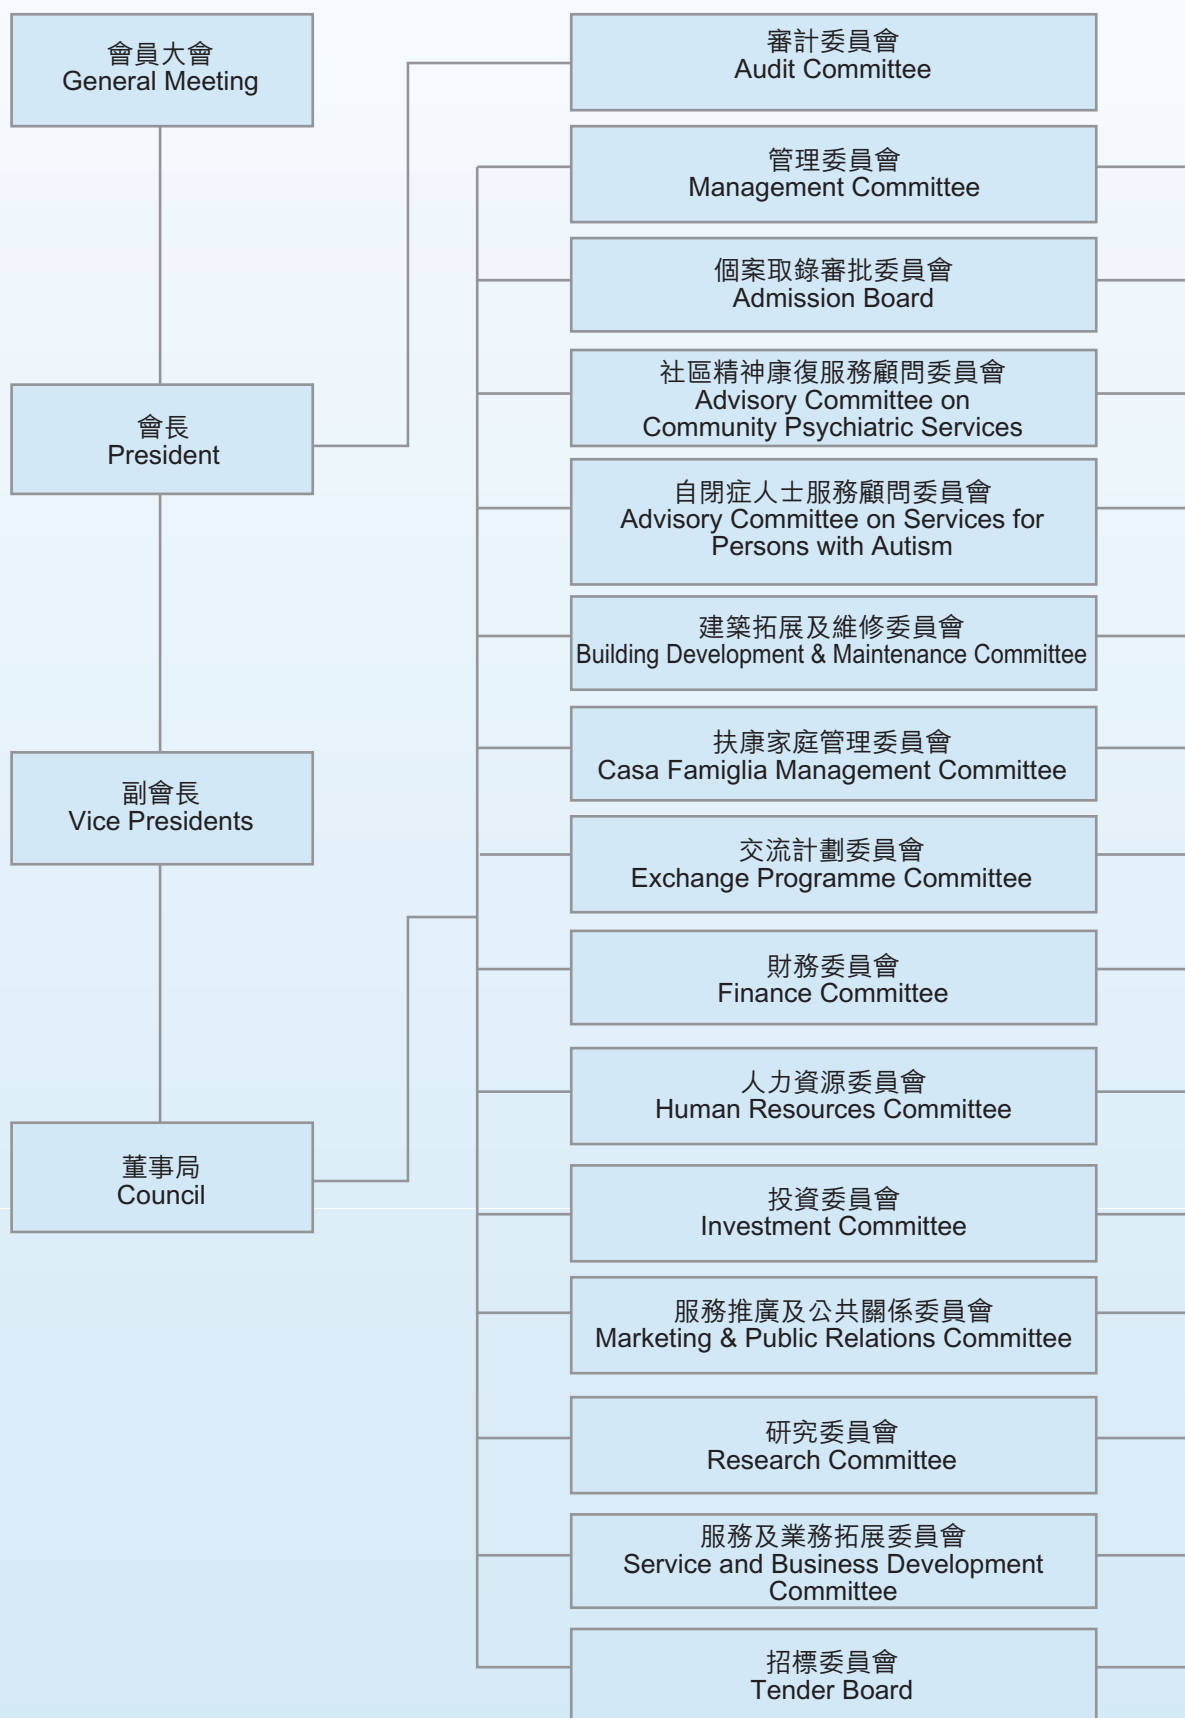 會員大會
General Meeting
會長
President
副會長
Vice Presidents
董事局
Council
審計委員會
Audit Committee
管理委員會
Management Committee
個案取錄審批委員會
Admission Board
社區精神康復服務顧問委員會
Advisory Committee on
Community Psychiatric Services
自閉症人士服務顧問委員會
Advisory Committee on Services for
Persons with Autism
建築拓展及維修委員會
Building Development & Maintenance Committee
扶康家庭管理委員會
Casa Famiglia Management Committee
交流計劃委員會
Exchange Programme Committee
財務委員會
Finance Committee
人力資源委員會
Human Resources Committee
投資委員會
Investment Committee
服務推廣及公共關係委員會
Marketing & Public Relations Committee
研究委員會
Research Committee
服務及業務拓展委員會
Service and Business Development
Committee
招標委員會
Tender Board